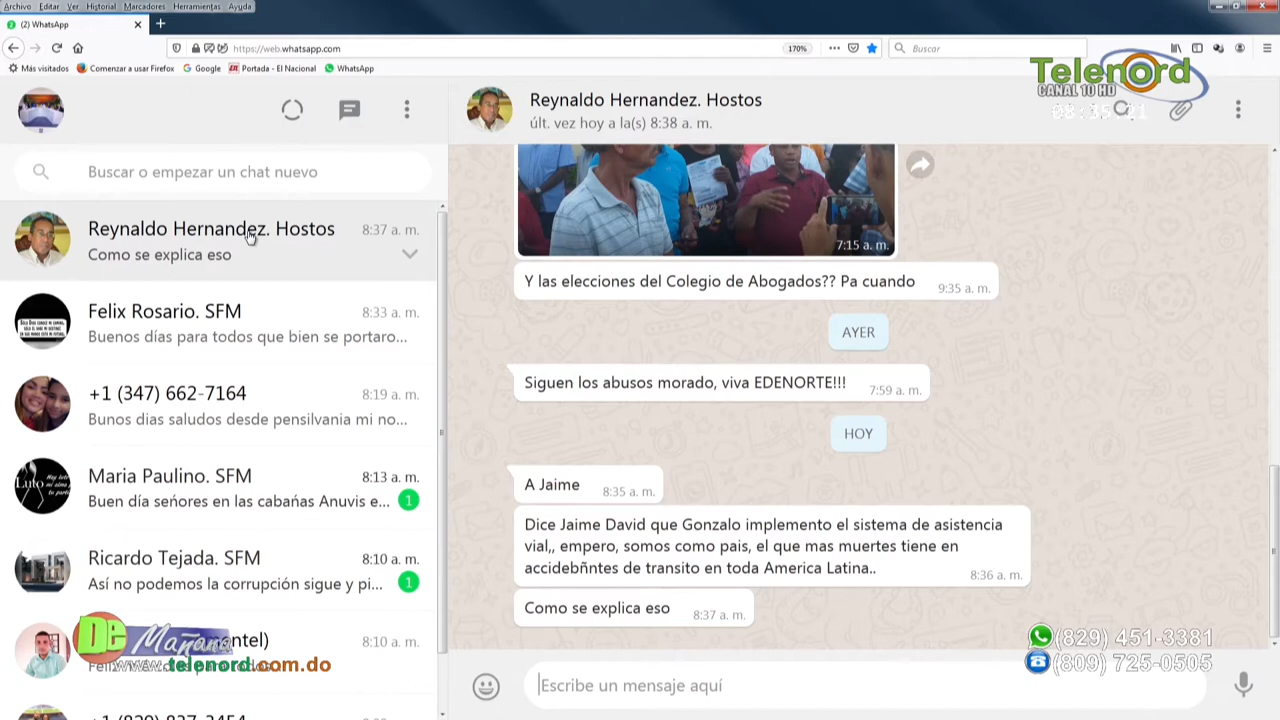 Archivo Editar Ver Historial Marcadores Herramientas Ayuda
(2) WhatsApp
https://web.whatsapp.com
170%
Buscar
Más visitados Comenzar a usar Firefox Google Portada - El Nacional WhatsApp
Telenord
CANAL 10 HD
08:35:21
Reynaldo Hernandez. Hostos
últ. vez hoy a la(s) 8:38 a. m.
Buscar o empezar un chat nuevo
Reynaldo Hernandez. Hostos 8:37 a. m.
Como se explica eso
Felix Rosario. SFM 8:33 a. m.
Buenos días para todos que bien se portaro...
+1 (347) 662-7164 8:19 a. m.
Bunos dias saludos desde pensilvania mi no...
Maria Paulino. SFM 8:13 a. m.
Buen día seńores en las cabańas Anuvis e... 1
Luto
Ricardo Tejada. SFM 8:10 a. m.
Así no podemos la corrupción sigue y pi... 1
entel) 8:10 a. m.
De Mañana
www.telenord.com.do
7:15 a. m.
Y las elecciones del Colegio de Abogados?? Pa cuando 9:35 a. m.
AYER
Siguen los abusos morado, viva EDENORTE!!! 7:59 a. m.
HOY
A Jaime 8:35 a. m.
Dice Jaime David que Gonzalo implemento el sistema de asistencia
vial,, empero, somos como pais, el que mas muertes tiene en
accidebñntes de transito en toda America Latina.. 8:36 a. m.
Como se explica eso 8:37 a. m.
(829) 451-3381
(809) 725-0505
Escribe un mensaje aquí